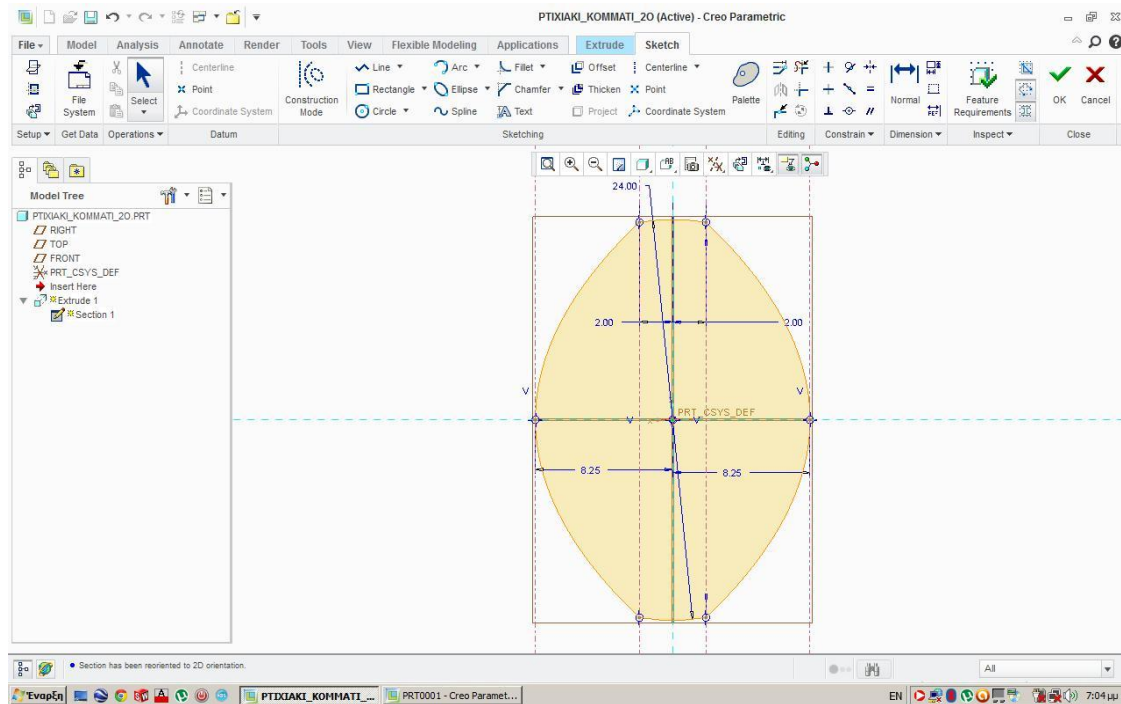 PTIXIAKI_KOMMATI_2O (Active) - Creo Parametric
File Model Analysis Annotate Render Tools View Flexible Modeling Applications Extrude Sketch
File System
Select
Centerline
Point
Coordinate System
Construction Mode
Line Arc Fillet Offset Centerline
Rectangle Ellipse Chamfer Thicken Point
Circle Spline Text Project Coordinate System
Palette
Normal
REF
Feature Requirements
OK Cancel
Setup Get Data Operations Datum Sketching Editing Constrain Dimension Inspect Close
Model Tree
PTIXIAKI_KOMMATI_2O.PRT
RIGHT
TOP
FRONT
PRT_CSYS_DEF
Insert Here
Extrude 1
Section 1
24.00
2.00 2.00
V V
PRT_CSYS_DEF
V V
8.25 8.25
Section has been reoriented to 2D orientation.
All
Έναρξη PTIXIAKI_KOMMATI_... PRT0001 - Creo Paramet... EN 7:04 μμ